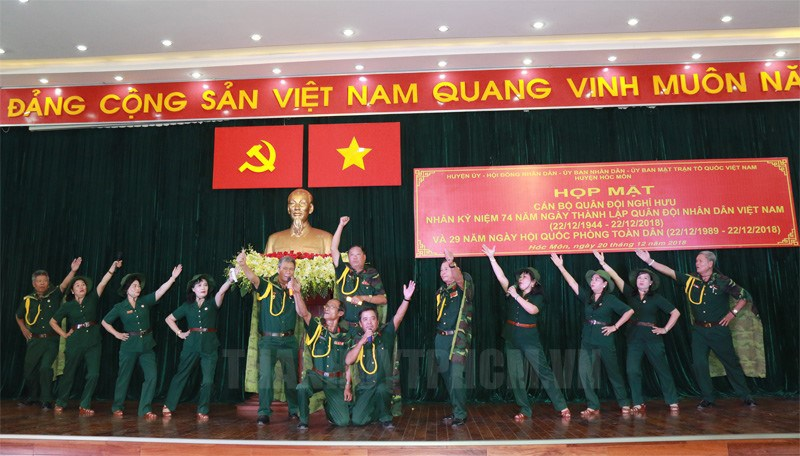 ĐẢNG CỘNG SẢN VIỆT NAM QUANG VINH MUÔN NĂ
HUYỆN ỦY - HỘI ĐỒNG NHÂN DÂN - ỦY BAN NHÂN DÂN - ỦY BAN MẶT TRẬN TỔ QUỐC VIỆT NAM
HUYỆN HÓC MÔN
HỌP MẶT
CÁN BỘ QUÂN ĐỘI NGHỈ HƯU
NHÂN KỶ NIỆM 74 NĂM NGÀY THÀNH LẬP QUÂN ĐỘI NHÂN DÂN VIỆT NAM
(22/12/1944 - 22/12/2018)
VÀ 29 NĂM NGÀY HỘI QUỐC PHÒNG TOÀN DÂN (22/12/1989 - 22/12/2018)
Hóc Môn, ngày 20 tháng 12 năm 2018
THANHUYTPHCM.VN